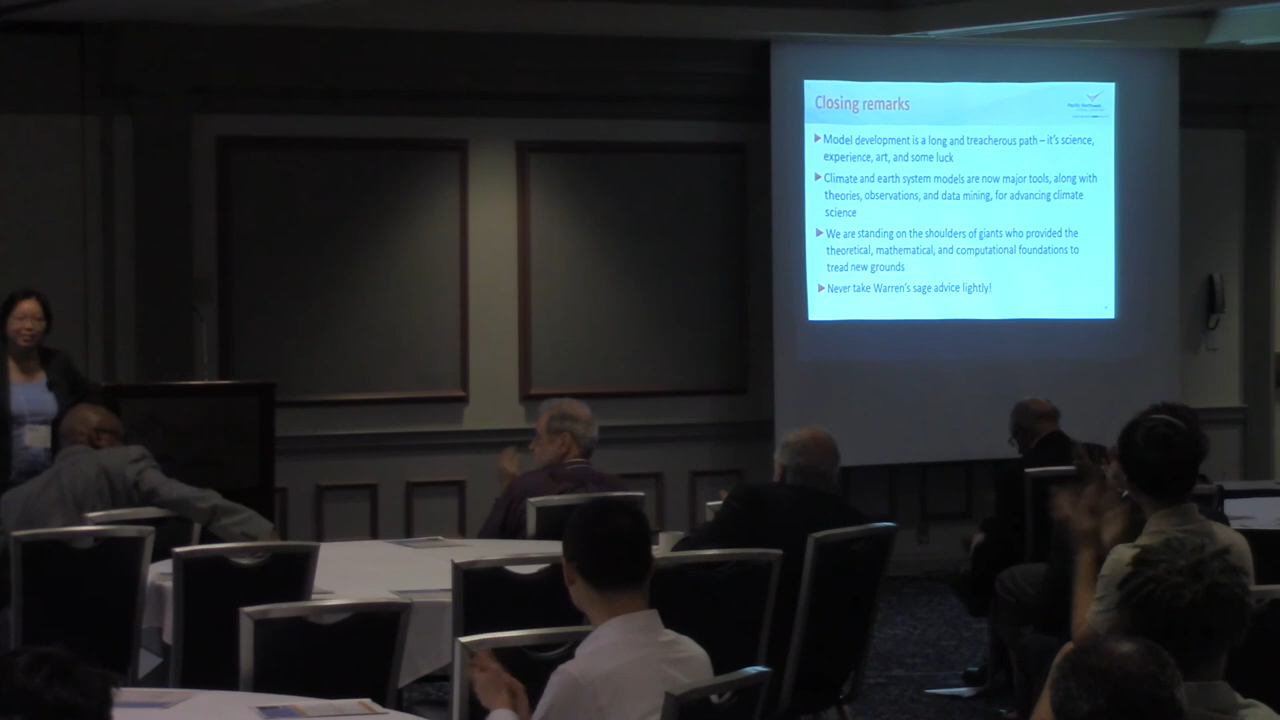 Closing remarks
Pacific Northwest
Model development is a long and treacherous path – it's science,
experience, art, and some luck
Climate and earth system models are now major tools, along with
theories, observations, and data mining, for advancing climate
science
We are standing on the shoulders of giants who provided the
theoretical, mathematical, and computational foundations to
tread new grounds
Never take Warren's sage advice lightly!